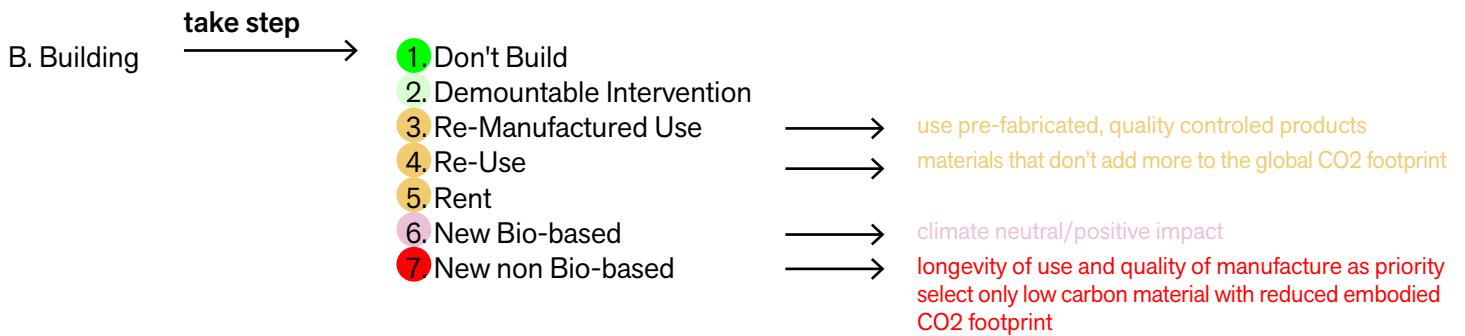 take step
B. Building
1. Don't Build
2. Demountable Intervention
3. Re-Manufactured Use
use pre-fabricated, quality controled products
4. Re-Use
materials that don't add more to the global CO2 footprint
5. Rent
6. New Bio-based
climate neutral/positive impact
7. New non Bio-based
longevity of use and quality of manufacture as priority
select only low carbon material with reduced embodied
CO2 footprint